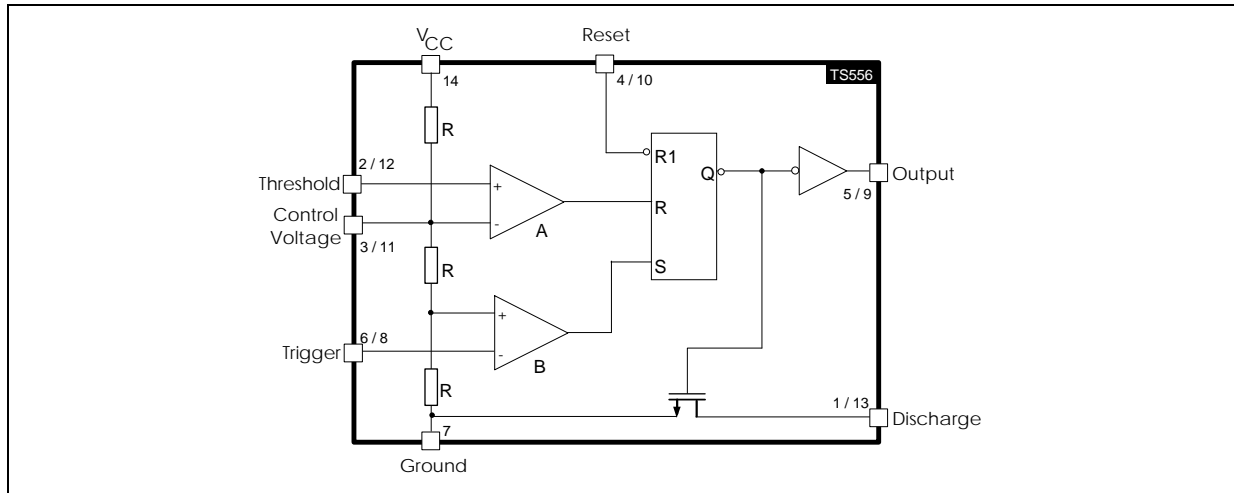 VCC
Reset
14
4 / 10
TS556
R
2 / 12
Threshold
+
-
A
R1
R
S
Q
Output
5 / 9
Control
Voltage
3 / 11
R
6 / 8
Trigger
+
-
B
R
1 / 13
Discharge
7
Ground